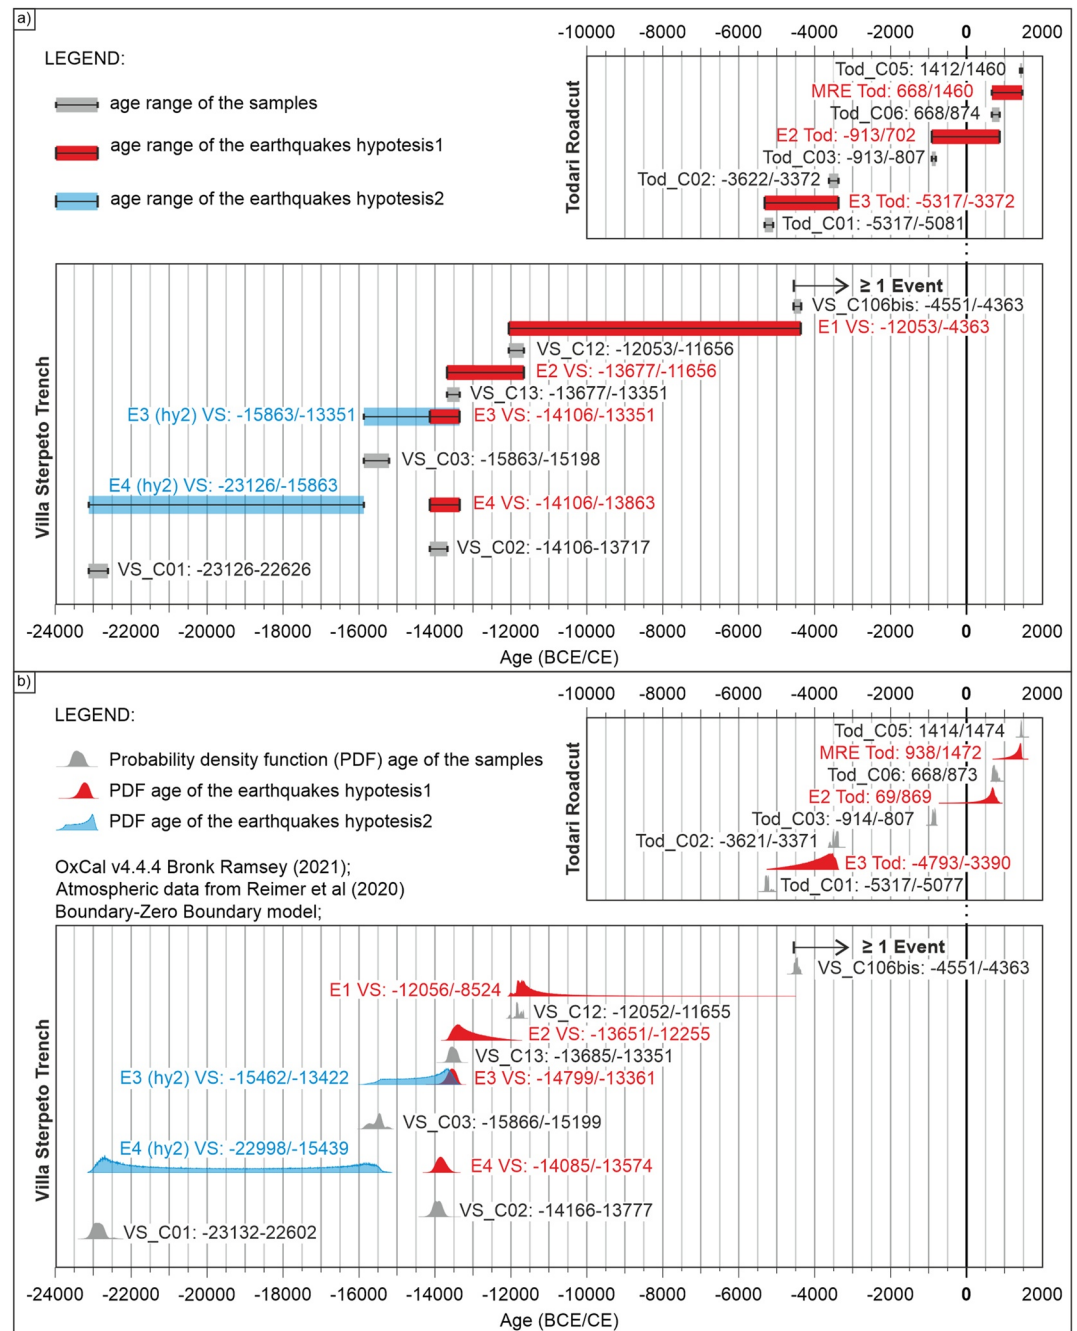 a)
-10000 -8000 -6000 -4000 -2000 0 2000
LEGEND:
age range of the samples
age range of the earthquakes hypotesis1
age range of the earthquakes hypotesis2
Todari Roadcut
Tod_C05: 1412/1460
MRE Tod: 668/1460
Tod_C06: 668/874
E2 Tod: -913/702
Tod_C03: -913/-807
Tod_C02: -3622/-3372
E3 Tod: -5317/-3372
Tod_C01: -5317/-5081
Villa Sterpeto Trench
≥ 1 Event
VS_C106bis: -4551/-4363
E1 VS: -12053/-4363
VS_C12: -12053/-11656
E2 VS: -13677/-11656
VS_C13: -13677/-13351
E3 (hy2) VS: -15863/-13351
E3 VS: -14106/-13351
VS_C03: -15863/-15198
E4 (hy2) VS: -23126/-15863
E4 VS: -14106/-13863
VS_C02: -14106-13717
VS_C01: -23126-22626
-24000 -22000 -20000 -18000 -16000 -14000 -12000 -10000 -8000 -6000 -4000 -2000 0 2000
Age (BCE/CE)
b)
-10000 -8000 -6000 -4000 -2000 0 2000
LEGEND:
Probability density function (PDF) age of the samples
PDF age of the earthquakes hypotesis1
PDF age of the earthquakes hypotesis2
OxCal v4.4.4 Bronk Ramsey (2021);
Atmospheric data from Reimer et al (2020)
Boundary-Zero Boundary model;
Todari Roadcut
Tod_C05: 1414/1474
MRE Tod: 938/1472
Tod_C06: 668/873
E2 Tod: 69/869
Tod_C03: -914/-807
Tod_C02: -3621/-3371
E3 Tod: -4793/-3390
Tod_C01: -5317/-5077
Villa Sterpeto Trench
≥ 1 Event
VS_C106bis: -4551/-4363
E1 VS: -12056/-8524
VS_C12: -12052/-11655
E2 VS: -13651/-12255
VS_C13: -13685/-13351
E3 (hy2) VS: -15462/-13422
E3 VS: -14799/-13361
VS_C03: -15866/-15199
E4 (hy2) VS: -22998/-15439
E4 VS: -14085/-13574
VS_C02: -14166-13777
VS_C01: -23132-22602
-24000 -22000 -20000 -18000 -16000 -14000 -12000 -10000 -8000 -6000 -4000 -2000 0 2000
Age (BCE/CE)